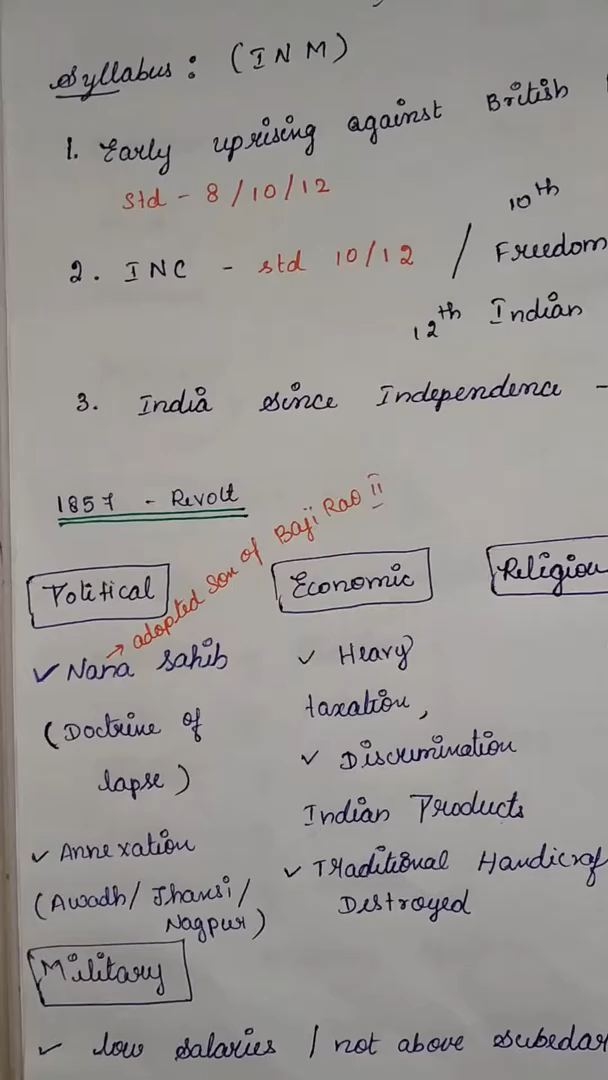 Syllabus : (INM)
1. Early uprising against British
Std - 8/10/12
2. INC - std 10/12 / 10th Freedom
12th Indian
3. India since Independence -
1857 - Revolt
Political
Economic
Religiou
→ adopted son of Baji Rao II
✓ Nana Sahib
(Doctrine of
lapse)
✓ Annexation
(Awadh/ Jhansi/
Nagpur)
✓ Heavy
taxation,
✓ Discrimination
Indian Products
✓ Traditional Handicraf
Destroyed
Military
✓ low salaries / not above subedar